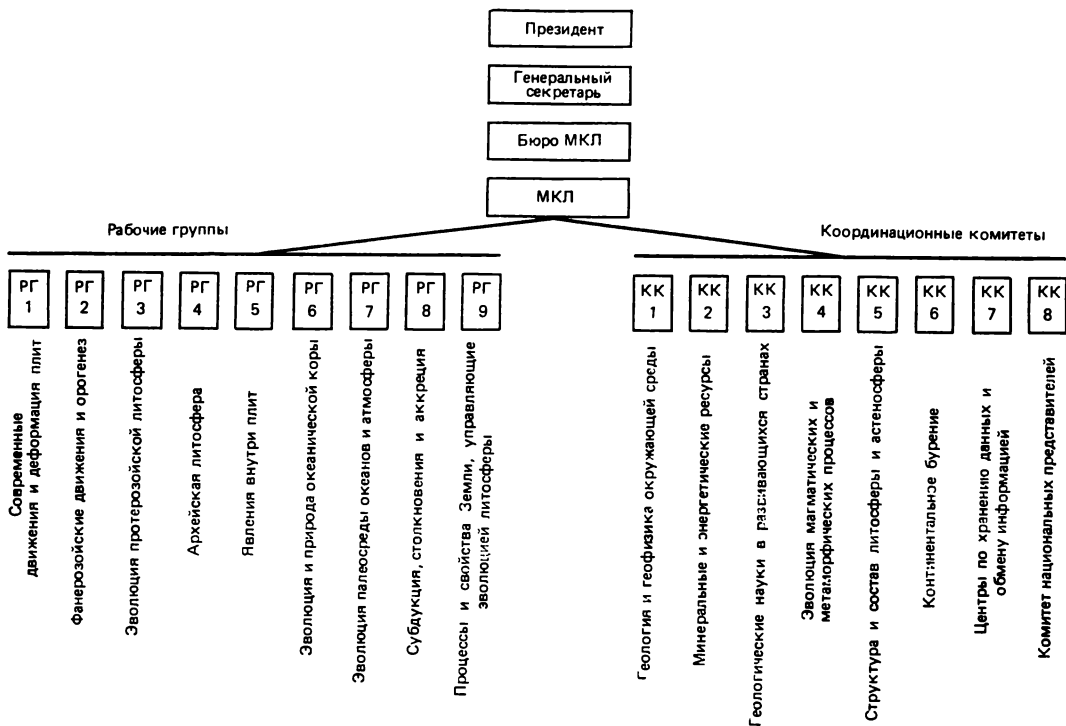 Президент
Генеральный
секретарь
Бюро МКЛ
МКЛ
Рабочие группы
Координационные комитеты
РГ
1
РГ
2
РГ
3
РГ
4
РГ
5
РГ
6
РГ
7
РГ
8
РГ
9
КК
1
КК
2
КК
3
КК
4
КК
5
КК
6
КК
7
КК
8
Современные
движения и деформация плит
Фанерозойские движения и орогенез
Эволюция протерозойской литосферы
Архейская литосфера
Явления внутри плит
Эволюция и природа океанической коры
Эволюция палеосреды океанов и атмосферы
Субдукция, столкновения и аккреция
Процессы и свойства Земли, управляющие
эволюцией литосферы
Геология и геофизика окружающей среды
Минеральные и энергетические ресурсы
Геологические науки в развивающихся странах
Эволюция магматических и
метаморфических процессов
Структура и состав литосферы и астеносферы
Континентальное бурение
Центры по хранению данных и
обмену информацией
Комитет национальных представителей